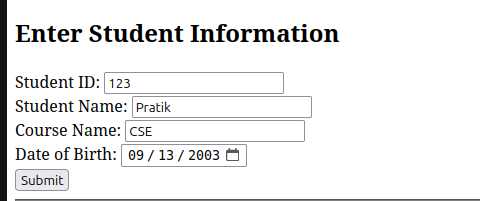 Enter Student Information
Student ID: 123
Student Name: Pratik
Course Name: CSE
Date of Birth: 09/13/2003
Submit